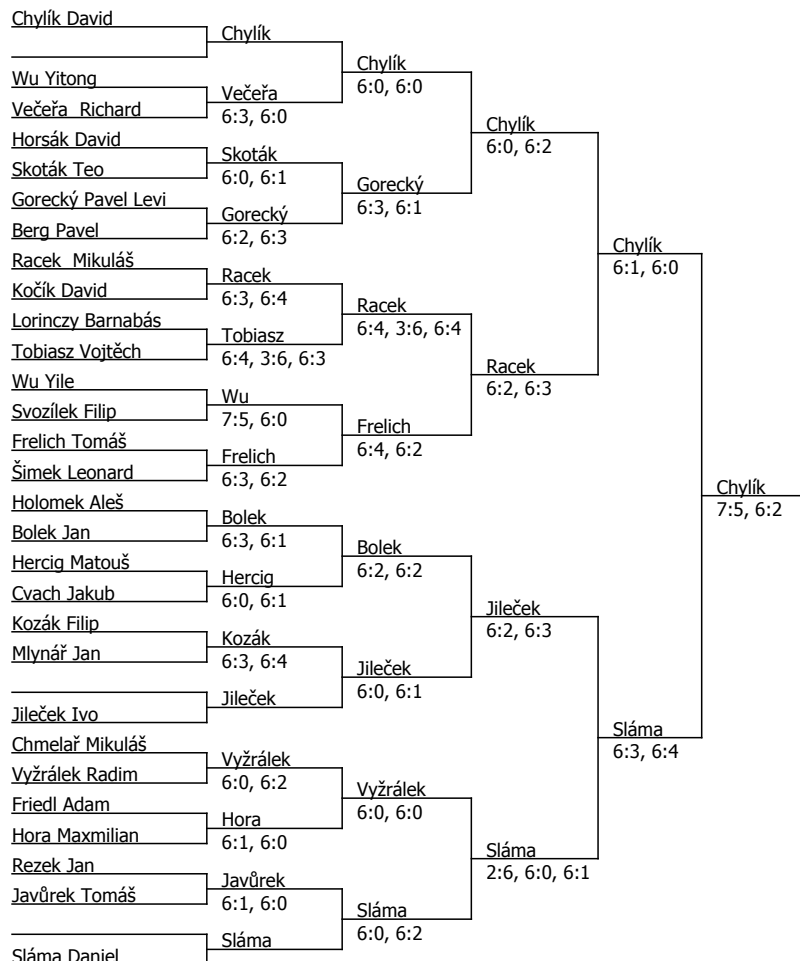 Chylík David
Chylík
Chylík
6:0, 6:0
Wu Yitong
Večeřa
Večeřa Richard
6:3, 6:0
Chylík
6:0, 6:2
Horsák David
Skoták
Skoták Teo
6:0, 6:1
Gorecký
6:3, 6:1
Gorecký Pavel Levi
Gorecký
Berg Pavel
6:2, 6:3
Chylík
6:1, 6:0
Racek Mikuláš
Racek
Kočík David
6:3, 6:4
Racek
6:4, 3:6, 6:4
Lorinczy Barnabás
Tobiasz
Tobiasz Vojtěch
6:4, 3:6, 6:3
Racek
6:2, 6:3
Wu Yile
Wu
Svozílek Filip
7:5, 6:0
Frelich
6:4, 6:2
Frelich Tomáš
Frelich
Šimek Leonard
6:3, 6:2
Chylík
7:5, 6:2
Holomek Aleš
Bolek
Bolek Jan
6:3, 6:1
Bolek
6:2, 6:2
Hercig Matouš
Hercig
Cvach Jakub
6:0, 6:1
Jileček
6:2, 6:3
Kozák Filip
Kozák
Mlynář Jan
6:3, 6:4
Jileček
6:0, 6:1
Jileček
Jileček Ivo
Sláma
6:3, 6:4
Chmelař Mikuláš
Vyžrálek
Vyžrálek Radim
6:0, 6:2
Vyžrálek
6:0, 6:0
Friedl Adam
Hora
Hora Maxmilian
6:1, 6:0
Sláma
2:6, 6:0, 6:1
Rezek Jan
Javůrek
Javůrek Tomáš
6:1, 6:0
Sláma
6:0, 6:2
Sláma
Sláma Daniel